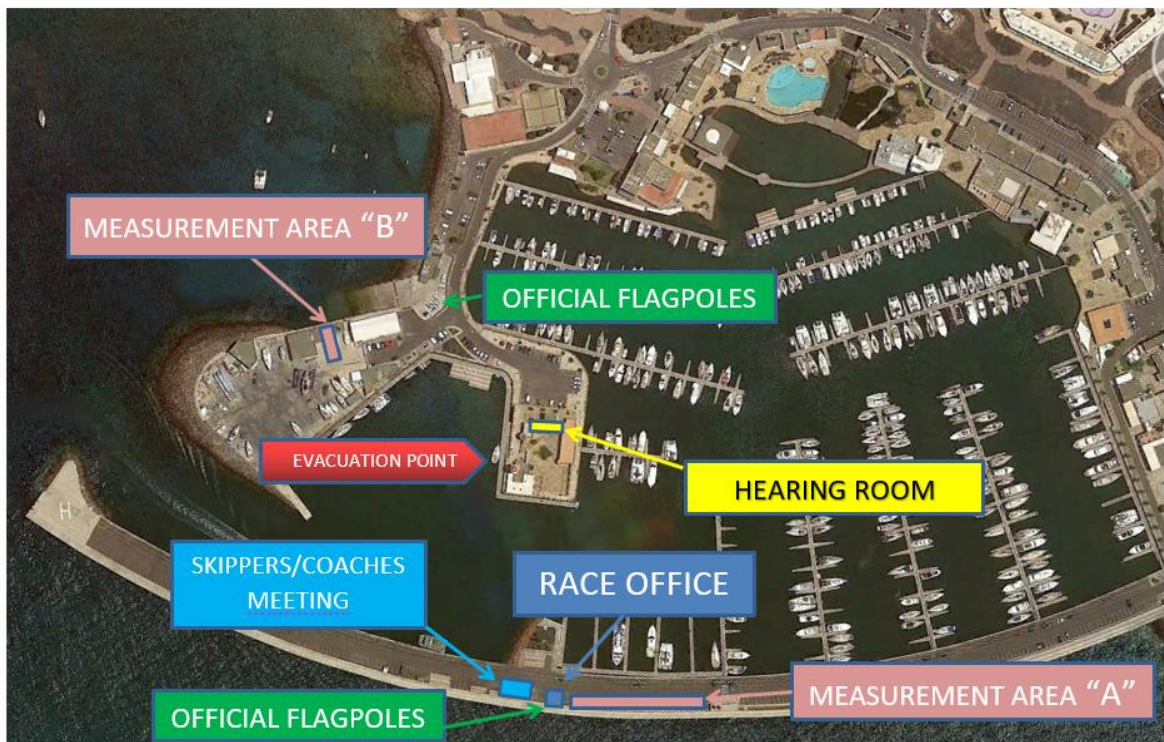 MEASUREMENT AREA “B”
OFFICIAL FLAGPOLES
EVACUATION POINT
HEARING ROOM
H
SKIPPERS/COACHES
MEETING
RACE OFFICE
MEASUREMENT AREA “A”
OFFICIAL FLAGPOLES